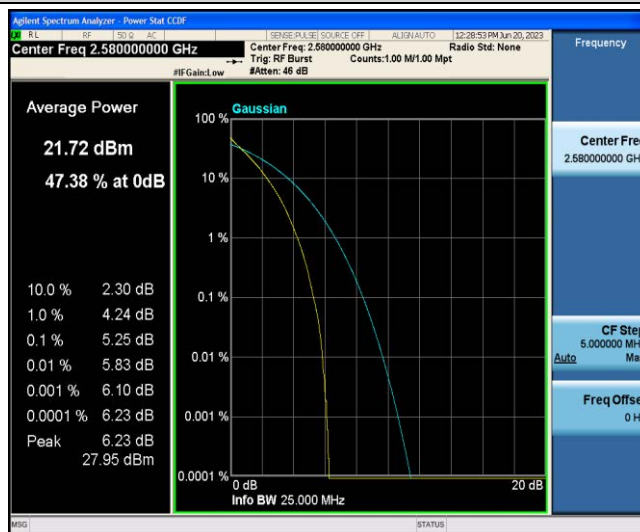 Agilent Spectrum Analyzer - Power Stat CCDF
RL RF 50 Ω AC SENSE:PULSE SOURCE OFF ALIGNAUTO 12:28:53 PM Jun 20, 2023
Center Freq 2.580000000 GHz
Center Freq: 2.580000000 GHz Radio Std: None
Trig: RF Burst Counts:1.00 M/1.00 Mpt
#IFGain:Low #Atten: 46 dB
Frequency
Average Power
21.72 dBm
47.38 % at 0dB
10.0 % 2.30 dB
1.0 % 4.24 dB
0.1 % 5.25 dB
0.01 % 5.83 dB
0.001 % 6.10 dB
0.0001 % 6.23 dB
Peak 6.23 dB
27.95 dBm
Gaussian
100 %
10 %
1 %
0.1 %
0.01 %
0.001 %
0.0001 %
0 dB 20 dB
Info BW 25.000 MHz
Center Fre
2.580000000 GH
CF Step
5.000000 MH
Auto Ma
Freq Offse
0 H
MSG STATUS